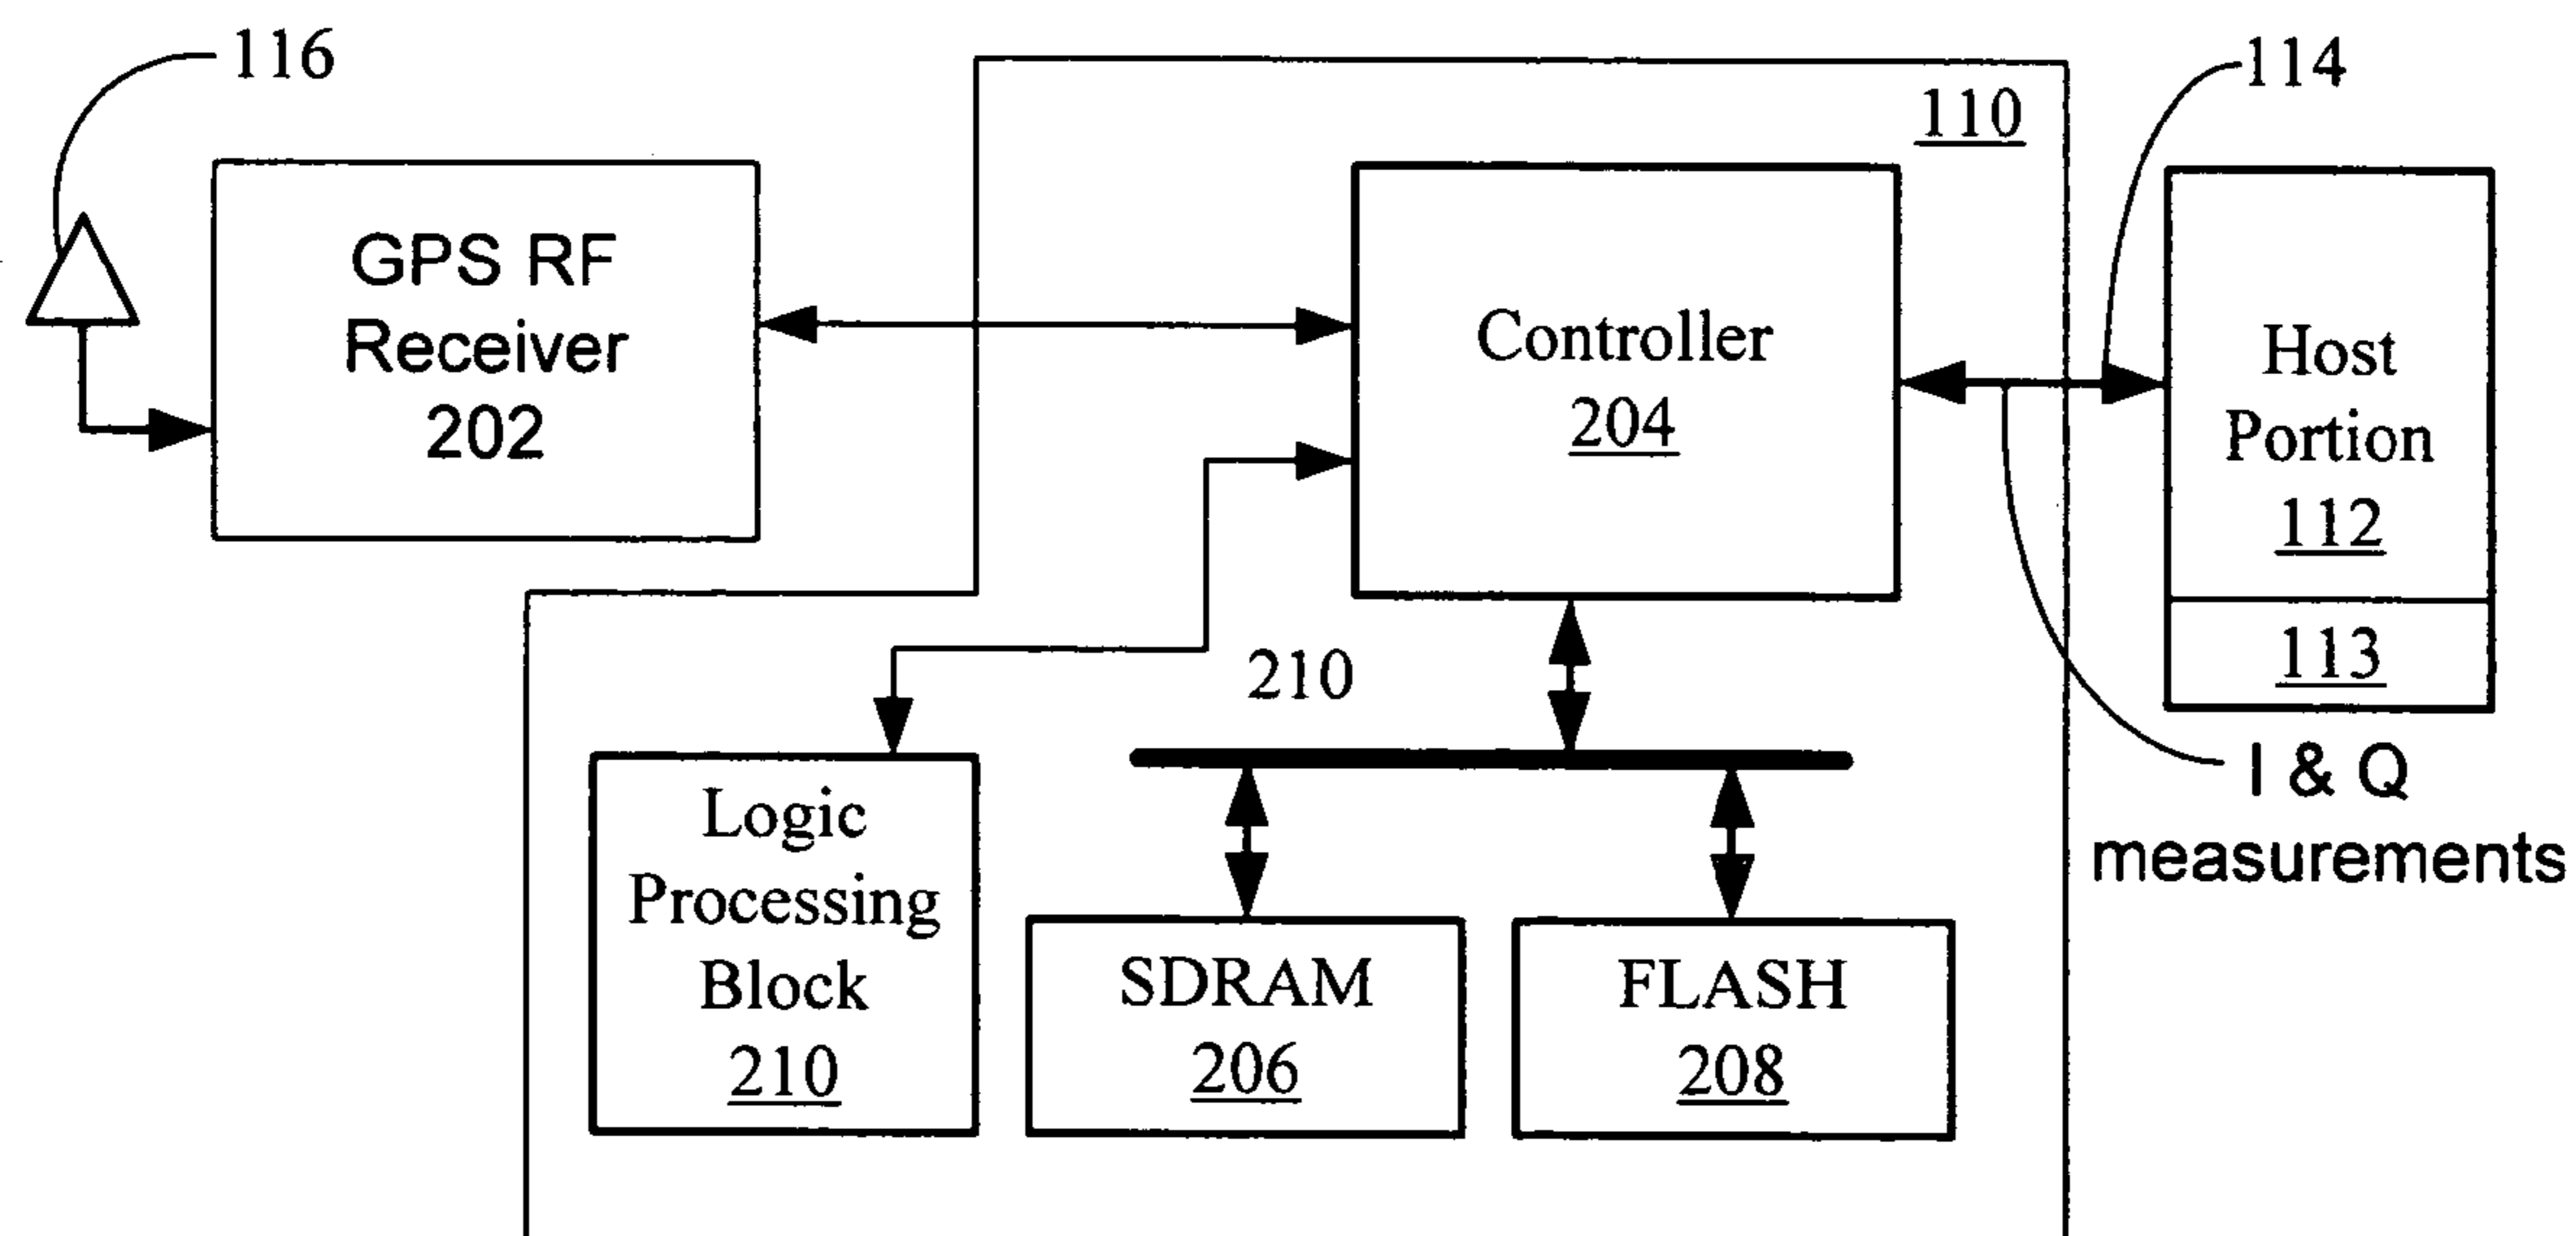 116
114
110
GPS RF
Receiver
202
Controller
204
Host
Portion
112
113
210
I & Q
measurements
Logic
Processing
Block
210
SDRAM
206
FLASH
208